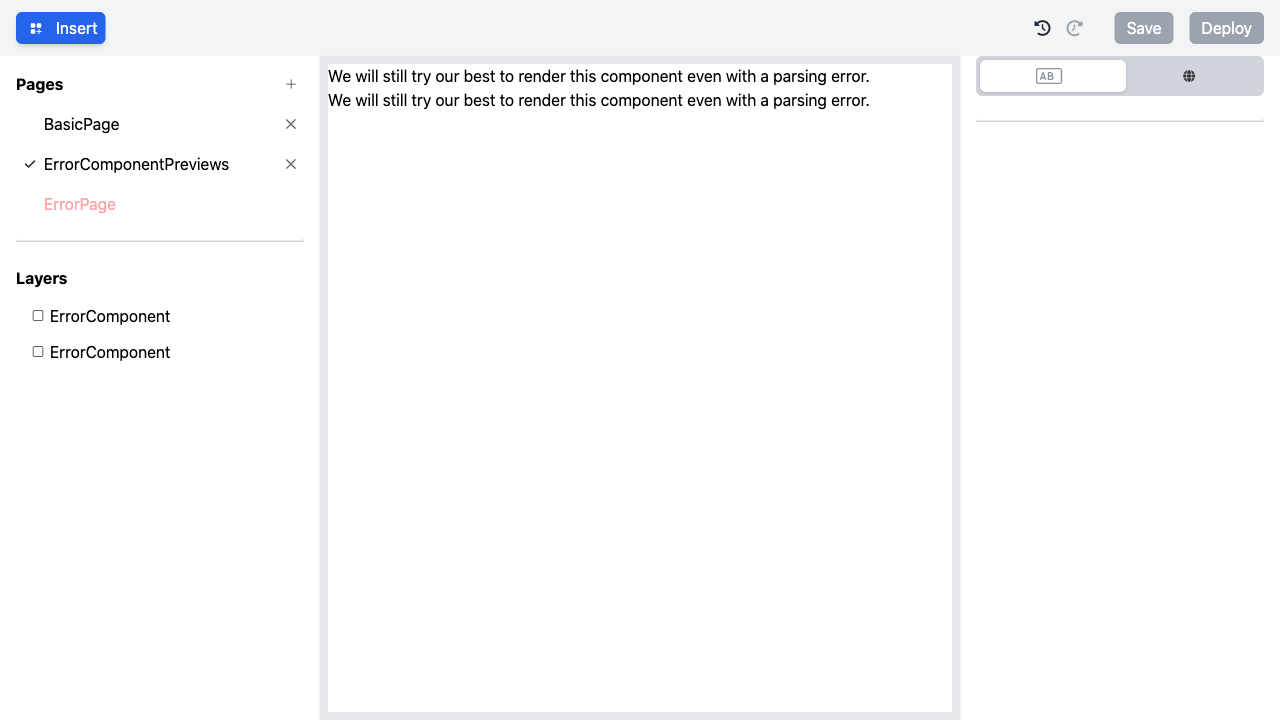 Insert
Save
Deploy
Pages
BasicPage
ErrorComponentPreviews
ErrorPage
Layers
ErrorComponent
ErrorComponent
We will still try our best to render this component even with a parsing error.
We will still try our best to render this component even with a parsing error.
AB